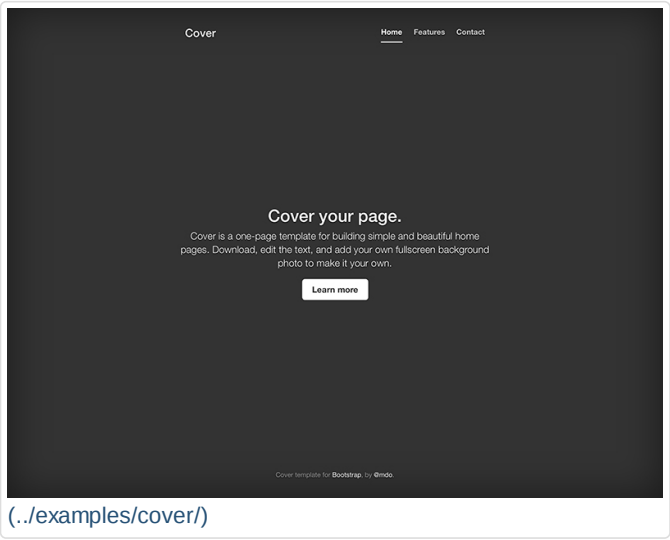 Cover
Home Features Contact
Cover your page.
Cover is a one-page template for building simple and beautiful home
pages. Download, edit the text, and add your own fullscreen background
photo to make it your own.
Learn more
Cover template for Bootstrap, by @mdo.
(../examples/cover/)